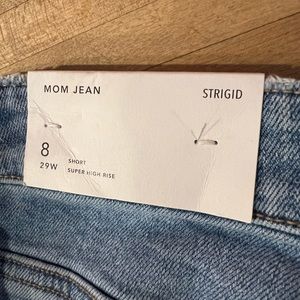 MOM JEAN STRIGID
8 SHORT
29W SUPER HIGH-RISE